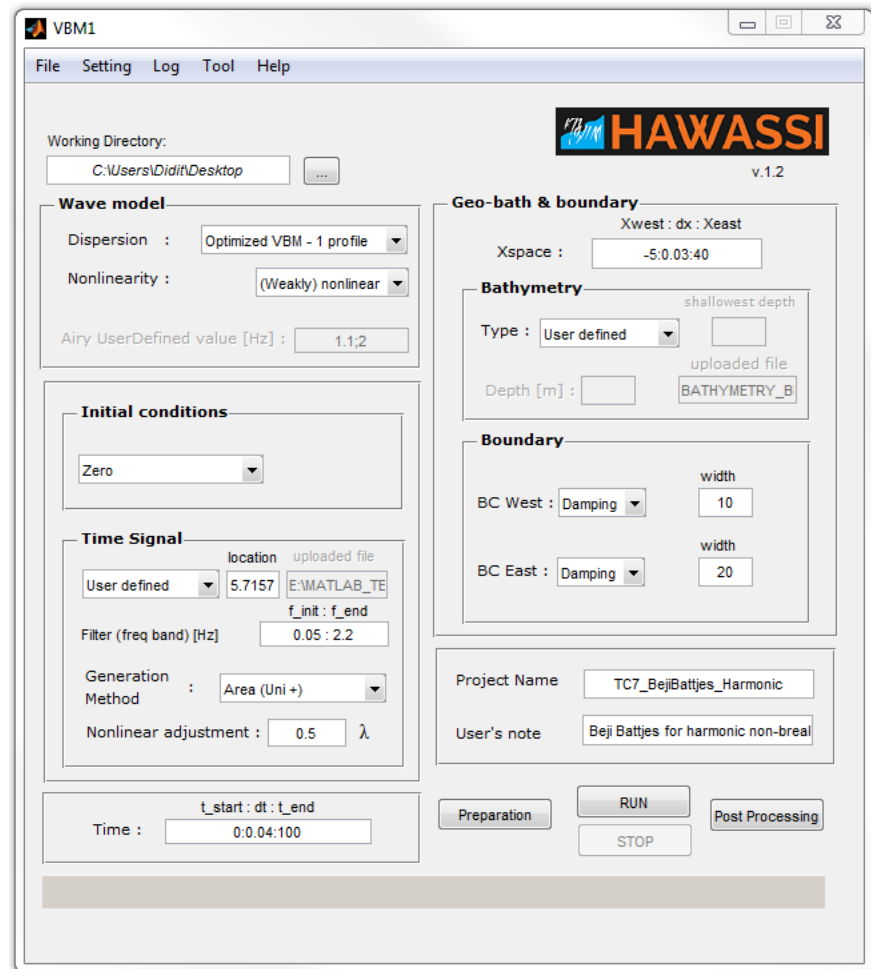 VBM1
File Setting Log Tool Help
HAWASSI
v.1.2
Working Directory:
C:\Users\Didit\Desktop ...
Wave model
Dispersion : Optimized VBM - 1 profile
Nonlinearity : (Weakly) nonlinear
Airy UserDefined value [Hz] : 1.1;2
Initial conditions
Zero
Time Signal
location uploaded file
User defined 5.7157 E:\MATLAB_TE
f_init : f_end
Filter (freq band) [Hz] 0.05 : 2.2
Generation
Method : Area (Uni +)
Nonlinear adjustment : 0.5 λ
t_start : dt : t_end
Time : 0:0.04:100
Geo-bath & boundary
Xwest : dx : Xeast
Xspace : -5:0.03:40
Bathymetry
shallowest depth
Type : User defined
uploaded file
Depth [m] : BATHYMETRY_B
Boundary
width
BC West : Damping 10
width
BC East : Damping 20
Project Name TC7_BejiBattjes_Harmonic
User's note Beji Battjes for harmonic non-breal
Preparation RUN Post Processing
STOP